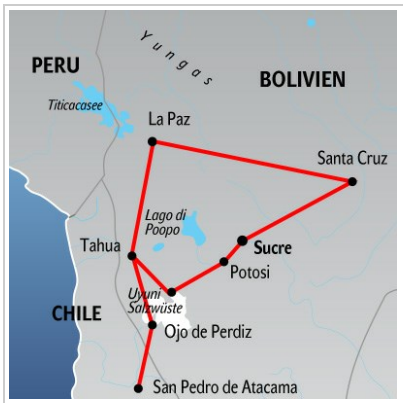 Yungas
PERU
BOLIVIEN
Titicacasee
La Paz
Santa Cruz
Lago di
Poopo
Tahua
Sucre
Potosi
Uyuni
Salzwüste
CHILE
Ojo de Perdiz
San Pedro de Atacama